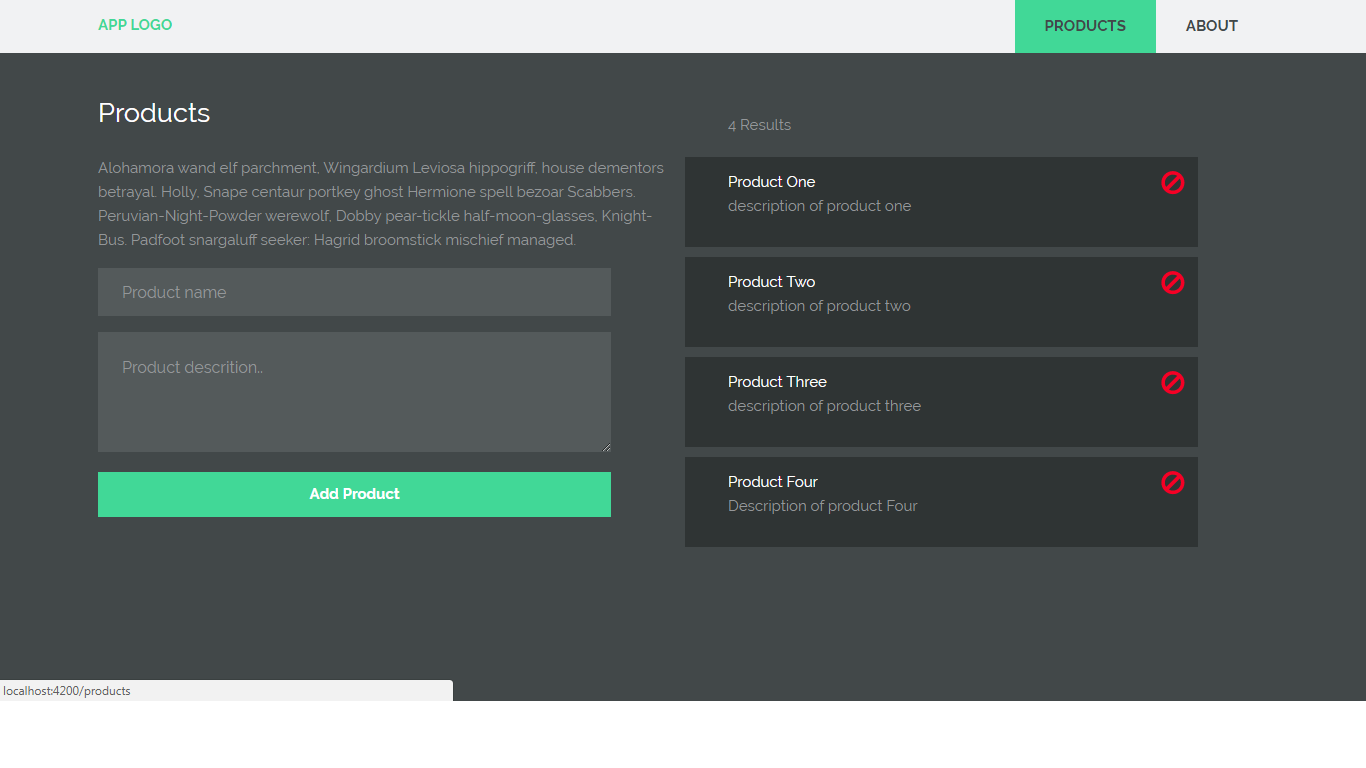 APP LOGO
PRODUCTS
ABOUT
Products
Alohamora wand elf parchment, Wingardium Leviosa hippogriff, house dementors
betrayal. Holly, Snape centaur portkey ghost Hermione spell bezoar Scabbers.
Peruvian-Night-Powder werewolf, Dobby pear-tickle half-moon-glasses, Knight-
Bus. Padfoot snargaluff seeker: Hagrid broomstick mischief managed.
Product name
Product descrition..
Add Product
4 Results
Product One
description of product one
Product Two
description of product two
Product Three
description of product three
Product Four
Description of product Four
localhost:4200/products